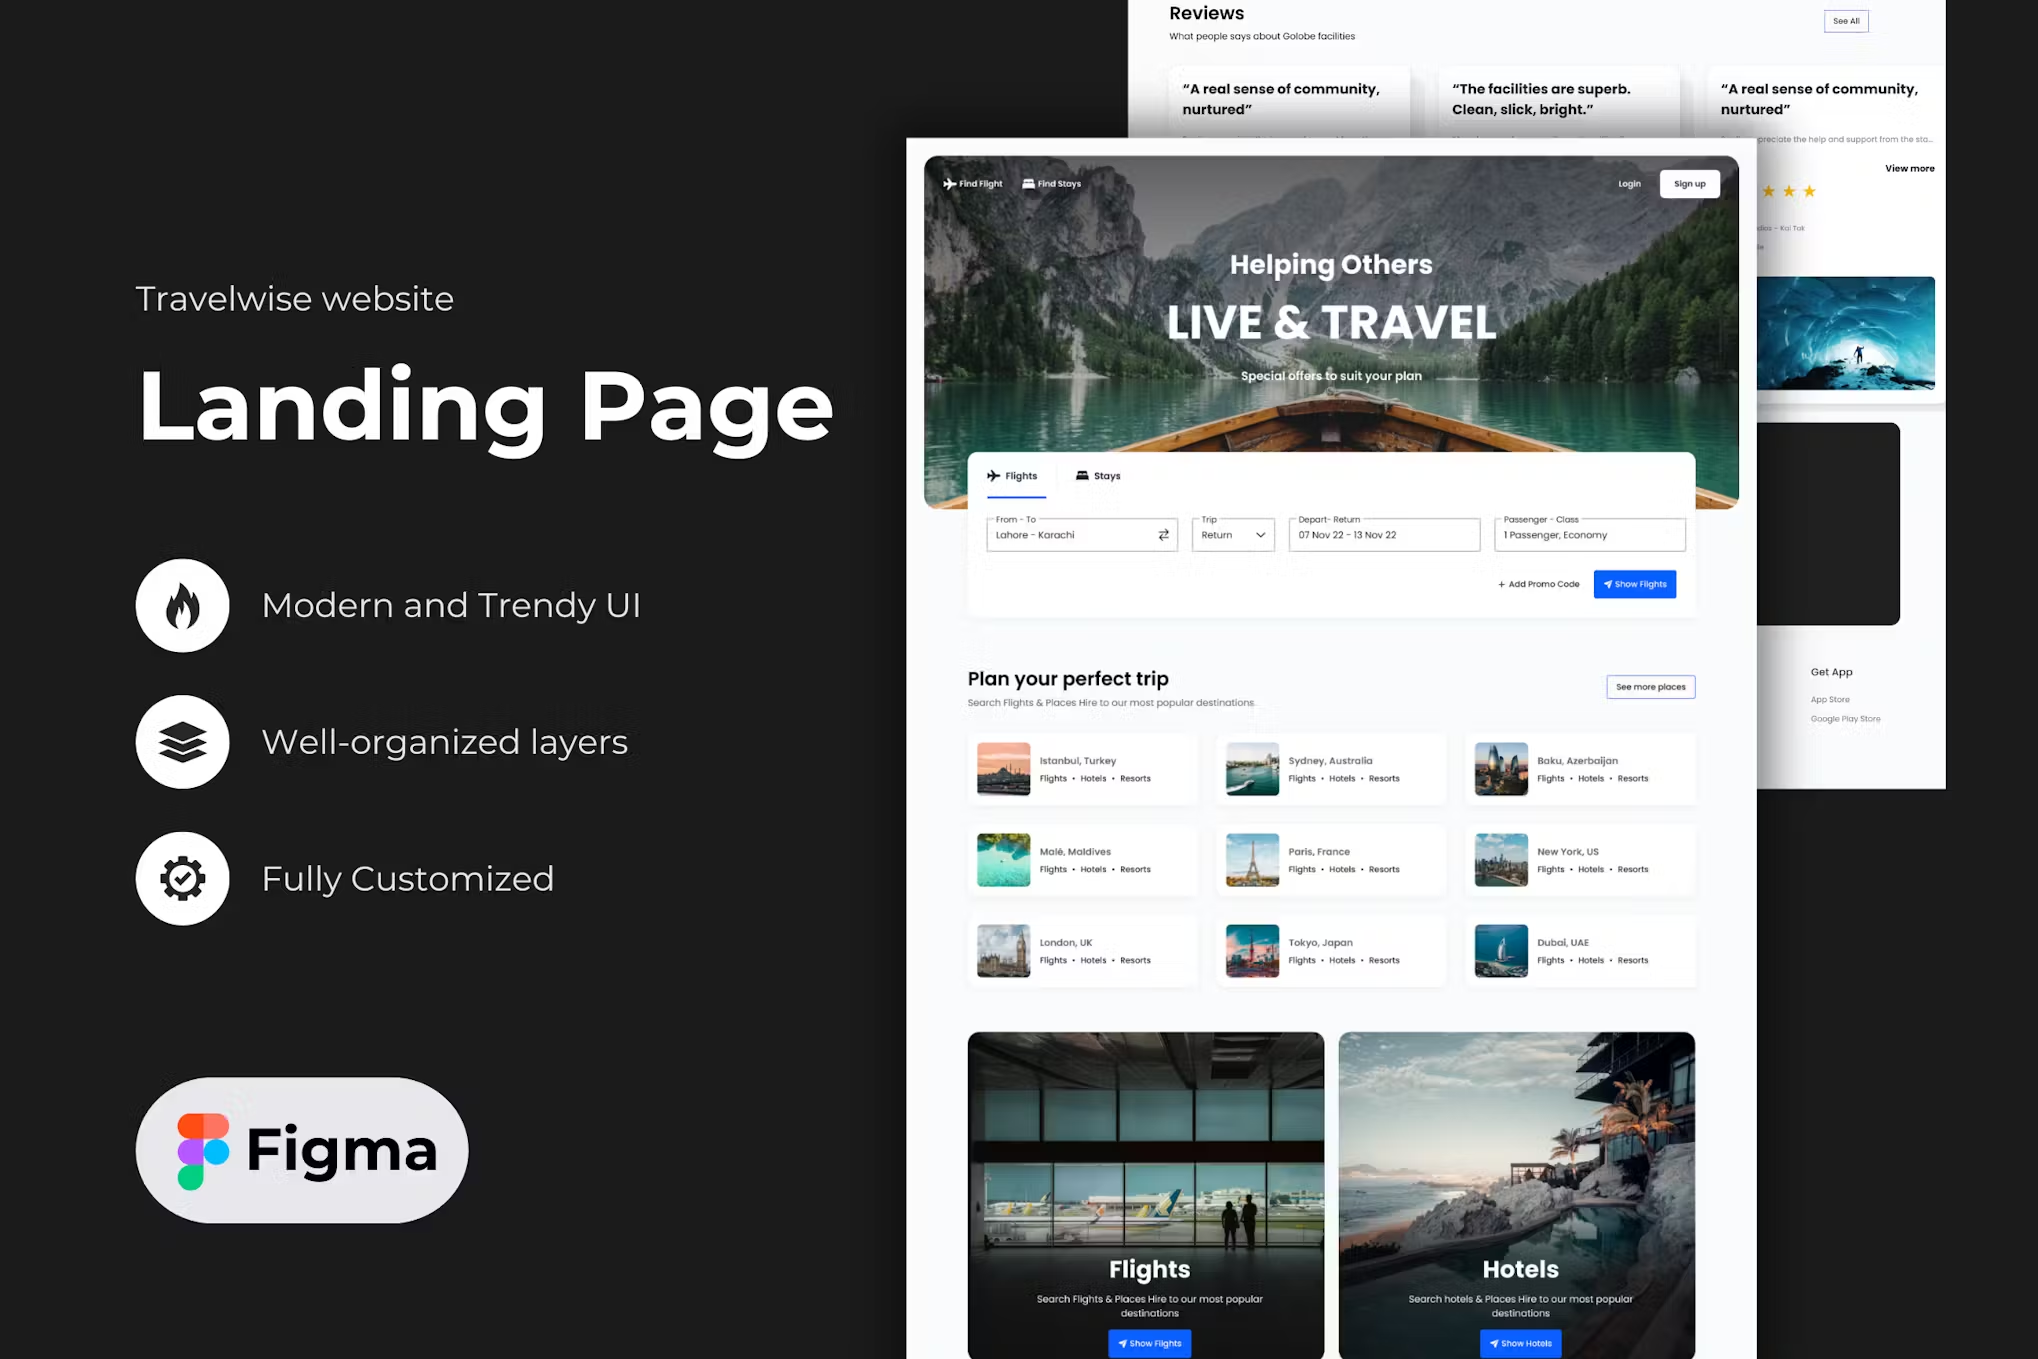 Travelwise website
Landing Page
Modern and Trendy UI
Well-organized layers
Fully Customized
Figma
Reviews
See All
What people says about Golobe facilities
“A real sense of community,
nurtured”
“The facilities are superb.
Clean, slick, bright.”
“A real sense of community,
nurtured”
the help and support from the sta...
View more
Kai Tak
Get App
App Store
Google Play Store
Find Flight
Find Stays
Login
Sign up
Helping Others
LIVE & TRAVEL
Special offers to suit your plan
Flights
Stays
From - To
Lahore - Karachi
Trip
Return
Depart- Return
07 Nov 22 - 13 Nov 22
Passenger - Class
1 Passenger, Economy
+ Add Promo Code
Show Flights
Plan your perfect trip
See more places
Search Flights & Places Hire to our most popular destinations
Istanbul, Turkey
Flights • Hotels • Resorts
Sydney, Australia
Flights • Hotels • Resorts
Baku, Azerbaijan
Flights • Hotels • Resorts
Malé, Maldives
Flights • Hotels • Resorts
Paris, France
Flights • Hotels • Resorts
New York, US
Flights • Hotels • Resorts
London, UK
Flights • Hotels • Resorts
Tokyo, Japan
Flights • Hotels • Resorts
Dubai, UAE
Flights • Hotels • Resorts
Flights
Search Flights & Places Hire to our most popular
destinations
Show Flights
Hotels
Search hotels & Places Hire to our most popular
destinations
Show Hotels